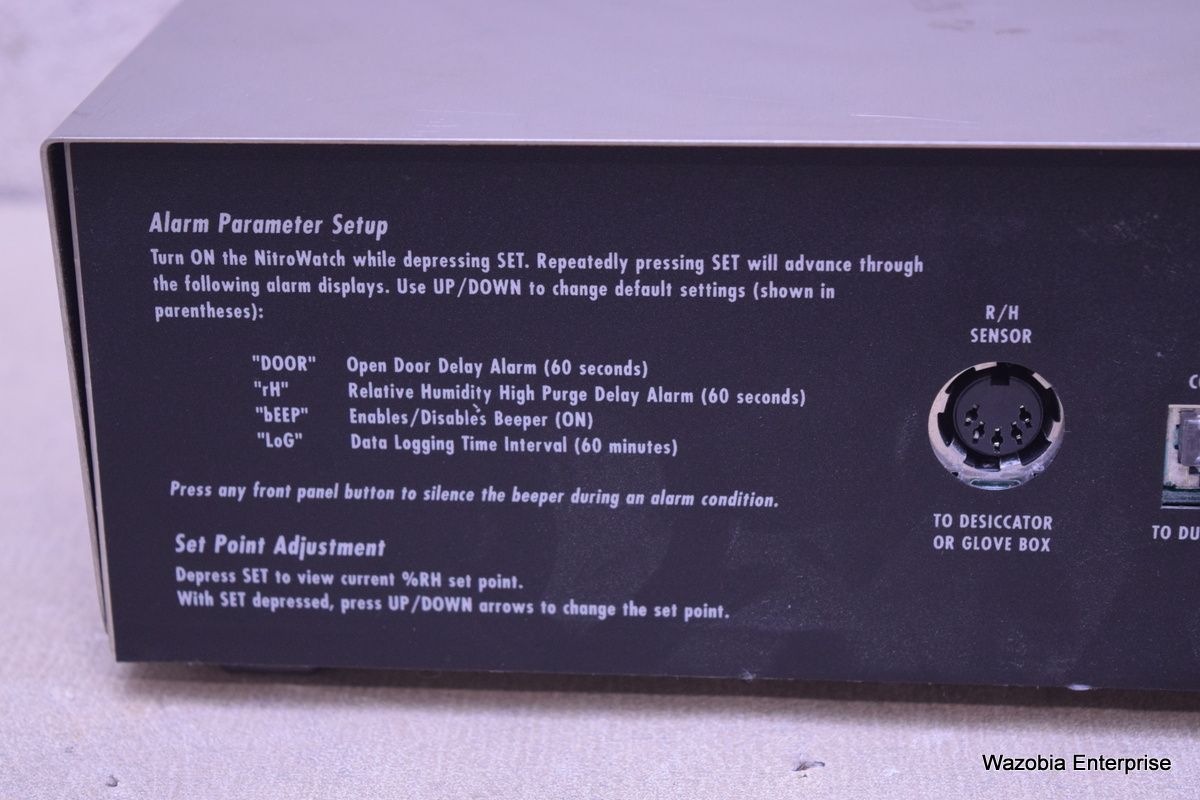 Alarm Parameter Setup
Turn ON the NitroWatch while depressing SET. Repeatedly pressing SET will advance through
the following alarm displays. Use UP/DOWN to change default settings (shown in
parentheses):
"DOOR" Open Door Delay Alarm (60 seconds)
"rH" Relative Humidity High Purge Delay Alarm (60 seconds)
"bEEP" Enables/Disables Beeper (ON)
"LoG" Data Logging Time Interval (60 minutes)
Press any front panel button to silence the beeper during an alarm condition.
Set Point Adjustment
Depress SET to view current %RH set point.
With SET depressed, press UP/DOWN arrows to change the set point.
R/H
SENSOR
TO DESICCATOR
OR GLOVE BOX
TO
Wazobia Enterprise